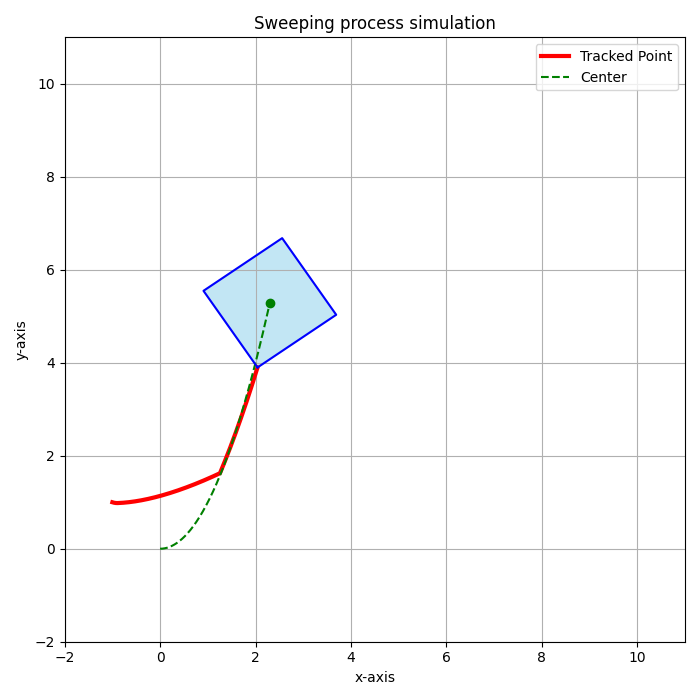 Sweeping process simulation
Tracked Point
Center
y-axis
10
8
6
4
2
0
−2
−2 0 2 4 6 8 10
x-axis